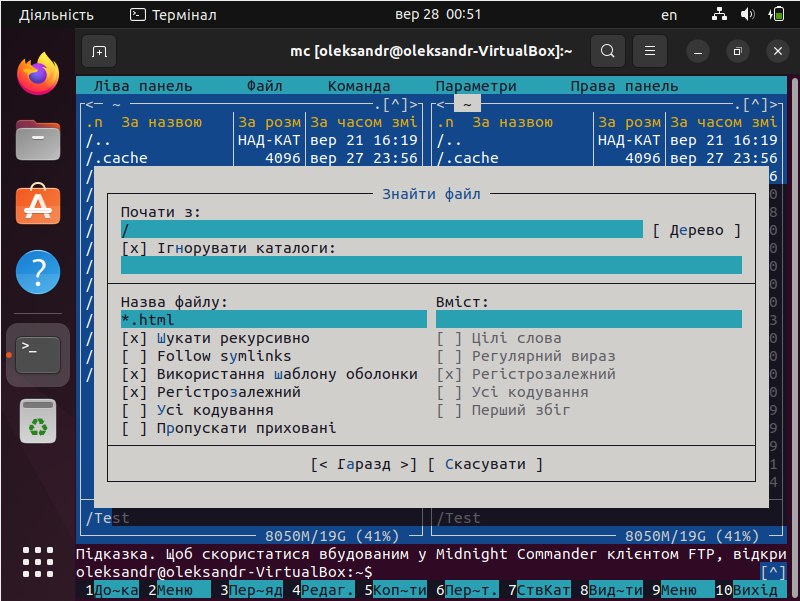 Діяльність Термінал вер 28 00:51 en
mc [oleksandr@oleksandr-VirtualBox]:~
Ліва панель Файл Команда Параметри Права панель
<─ ~ .[^]> <─ ~ .[^]>
.и За назвою За розм За часом змі .и За назвою За розм За часом змі
/.. НАД-КАТ вер 21 16:19 /.. НАД-КАТ вер 21 16:19
/.cache 4096 вер 27 23:56 /.cache 4096 вер 27 23:56
Знайти файл
Почати з:
/ [ Дерево ]
[x] Ігнорувати каталоги:
Назва файлу: Вміст:
*.html
[x] Шукати рекурсивно [ ] Цілі слова
[ ] Follow symlinks [ ] Регулярний вираз
[x] Використання шаблону оболонки [x] Регістрозалежний
[x] Регістрозалежний [ ] Усі кодування
[ ] Усі кодування [ ] Перший збіг
[ ] Пропускати приховані
[< Гаразд >] [ Скасувати ]
/Test /Test
8050M/19G (41%) 8050M/19G (41%)
Підказка. Щоб скористатися вбудованим у Midnight Commander клієнтом FTP, відкри
oleksandr@oleksandr-VirtualBox:~$ [^]
1До~ка 2Меню 3Пер~яд 4Редаг. 5Коп~ти 6Пер~т. 7СтвКат 8Вид~ти 9Меню 10Вихід